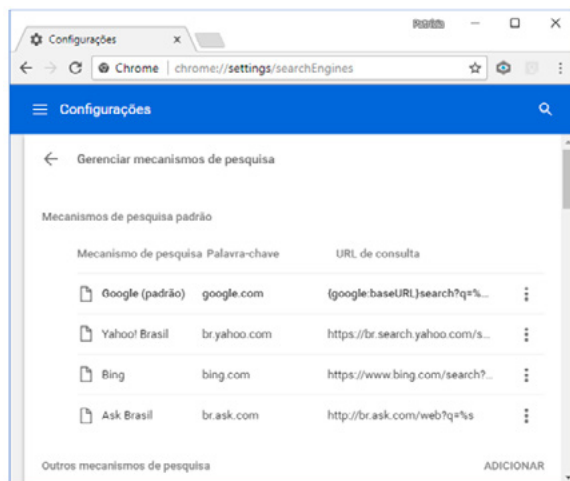 Configurações
Chrome | chrome://settings/searchEngines
Configurações
Gerenciar mecanismos de pesquisa
Mecanismos de pesquisa padrão
Mecanismo de pesquisa Palavra-chave URL de consulta
Google (padrão) google.com {google:baseURL}search?q=%...
Yahoo! Brasil br.yahoo.com https://br.search.yahoo.com/s...
Bing bing.com https://www.bing.com/search?...
Ask Brasil br.ask.com http://br.ask.com/web?q=%s
Outros mecanismos de pesquisa ADICIONAR